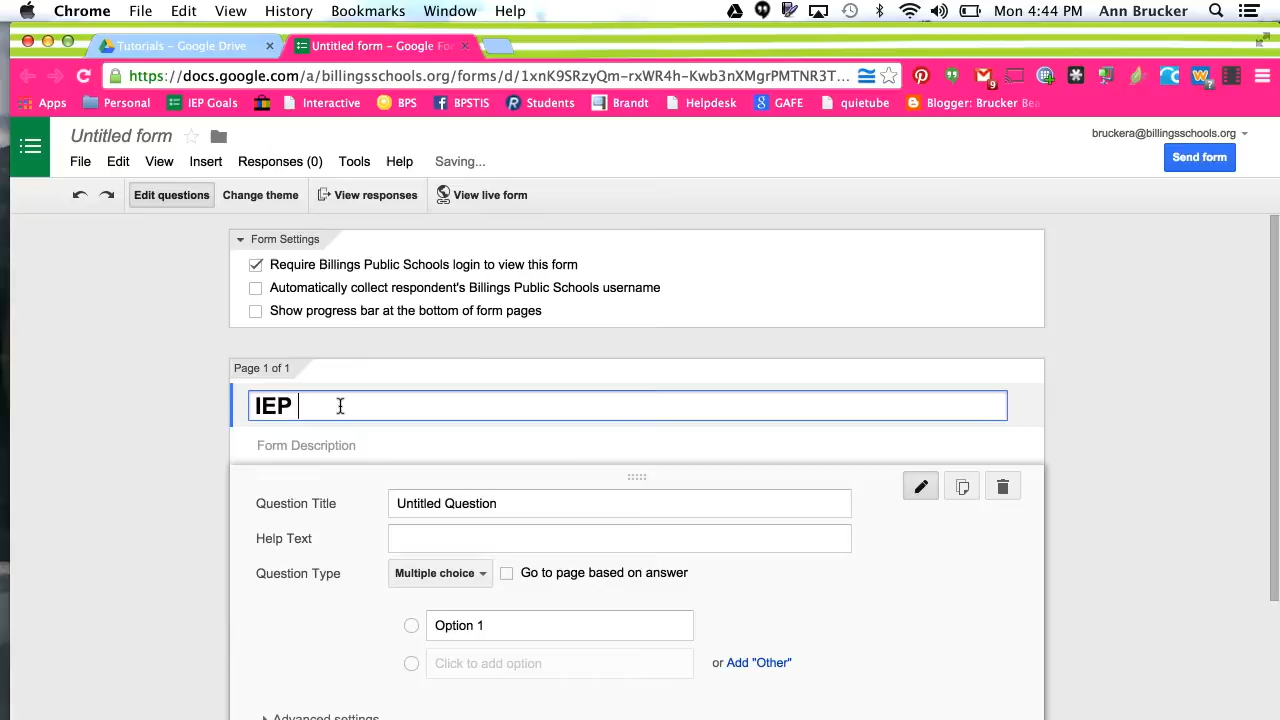 Chrome File Edit View History Bookmarks Window Help Mon 4:44 PM Ann Brucker
Tutorials - Google Drive × Untitled form - Google For ×
https://docs.google.com/a/billingsschools.org/forms/d/1xnK9SRzyQm-rxWR4h-Kwb3nXMgrPMTNR3T... 9 ?
Apps Personal IEP Goals Interactive BPS BPSTIS Students Brandt Helpdesk GAFE quietube Blogger: Brucker Bea
Untitled form bruckera@billingsschools.org
File Edit View Insert Responses (0) Tools Help Saving... Send form
Edit questions Change theme View responses View live form
Form Settings
Require Billings Public Schools login to view this form
Automatically collect respondent's Billings Public Schools username
Show progress bar at the bottom of form pages
Page 1 of 1
IEP
Form Description
Question Title Untitled Question
Help Text
Question Type Multiple choice Go to page based on answer
Option 1
Click to add option or Add "Other"
Advanced settings